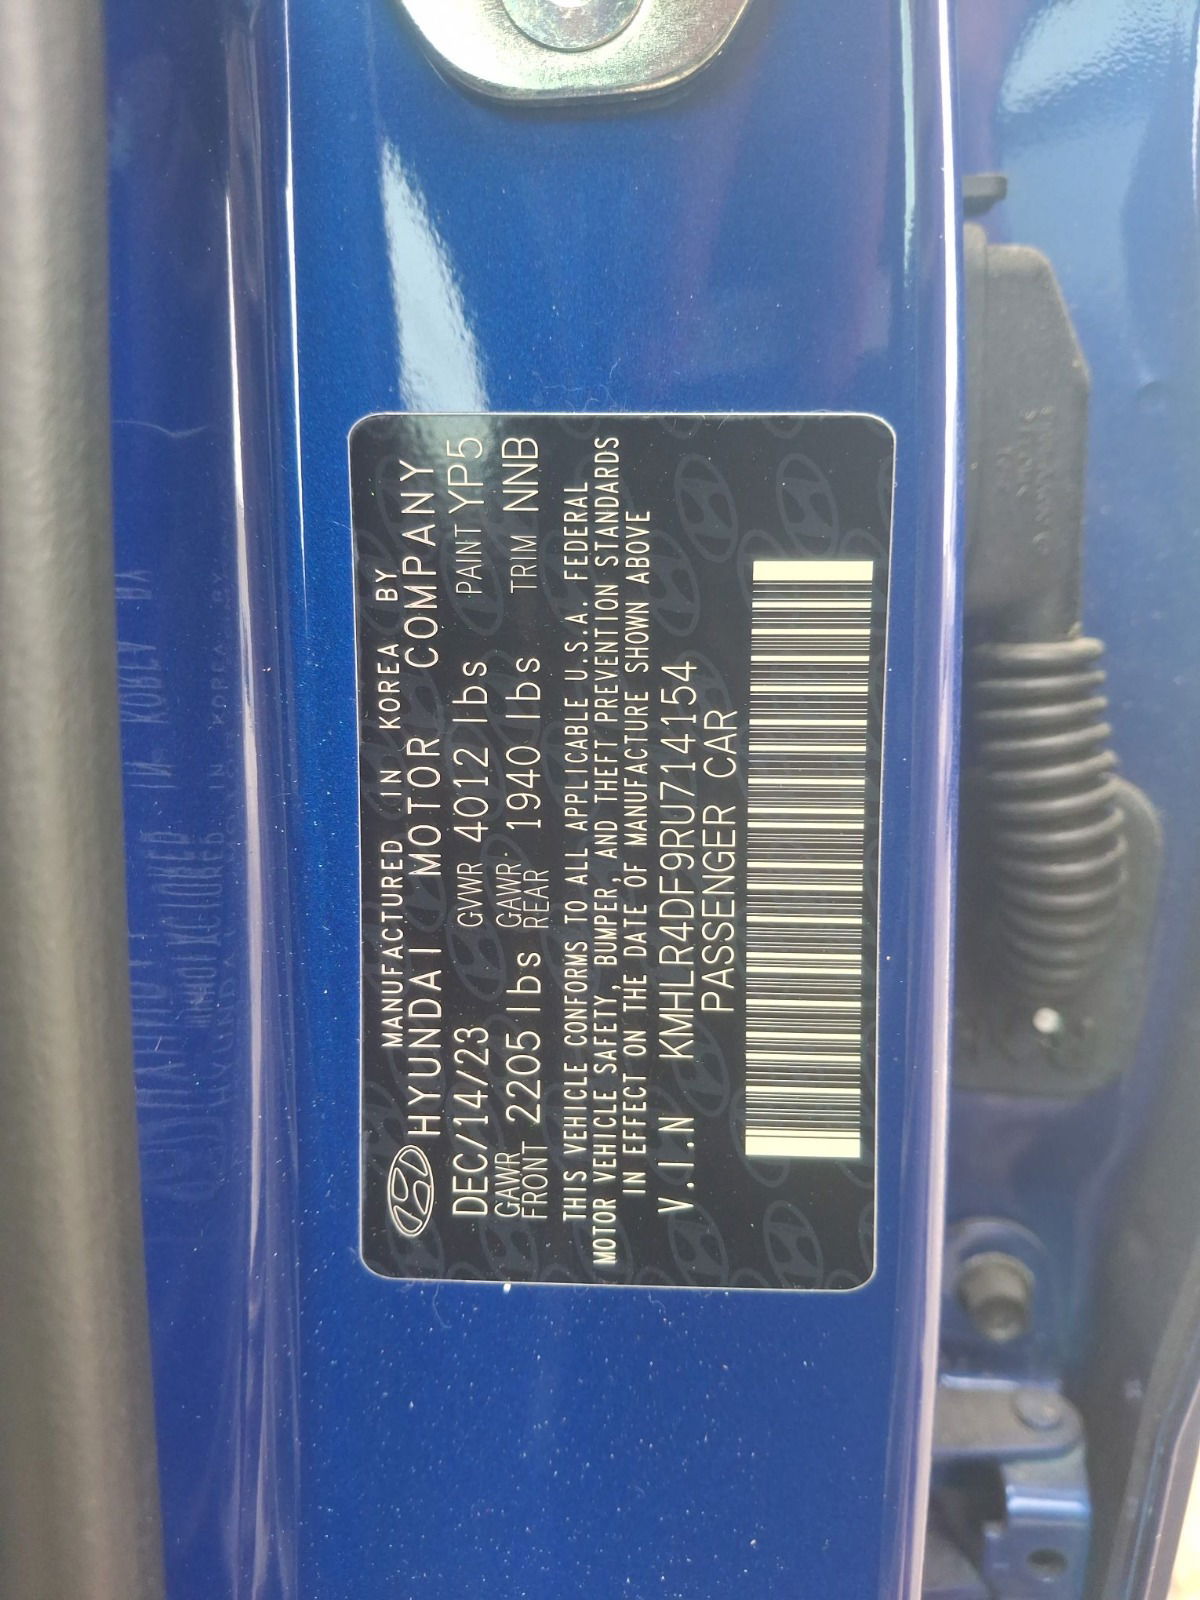 MANUFACTURED IN KOREA BY
HYUNDAI MOTOR COMPANY
DEC/14/23 GVWR 4012 lbs PAINT YP5
GAWR FRONT 2205 lbs GAWR REAR 1940 lbs TRIM NNB
THIS VEHICLE CONFORMS TO ALL APPLICABLE U.S.A. FEDERAL
MOTOR VEHICLE SAFETY, BUMPER, AND THEFT PREVENTION STANDARDS
IN EFFECT ON THE DATE OF MANUFACTURE SHOWN ABOVE
V.I.N KMHLR4DF9RU714154
PASSENGER CAR